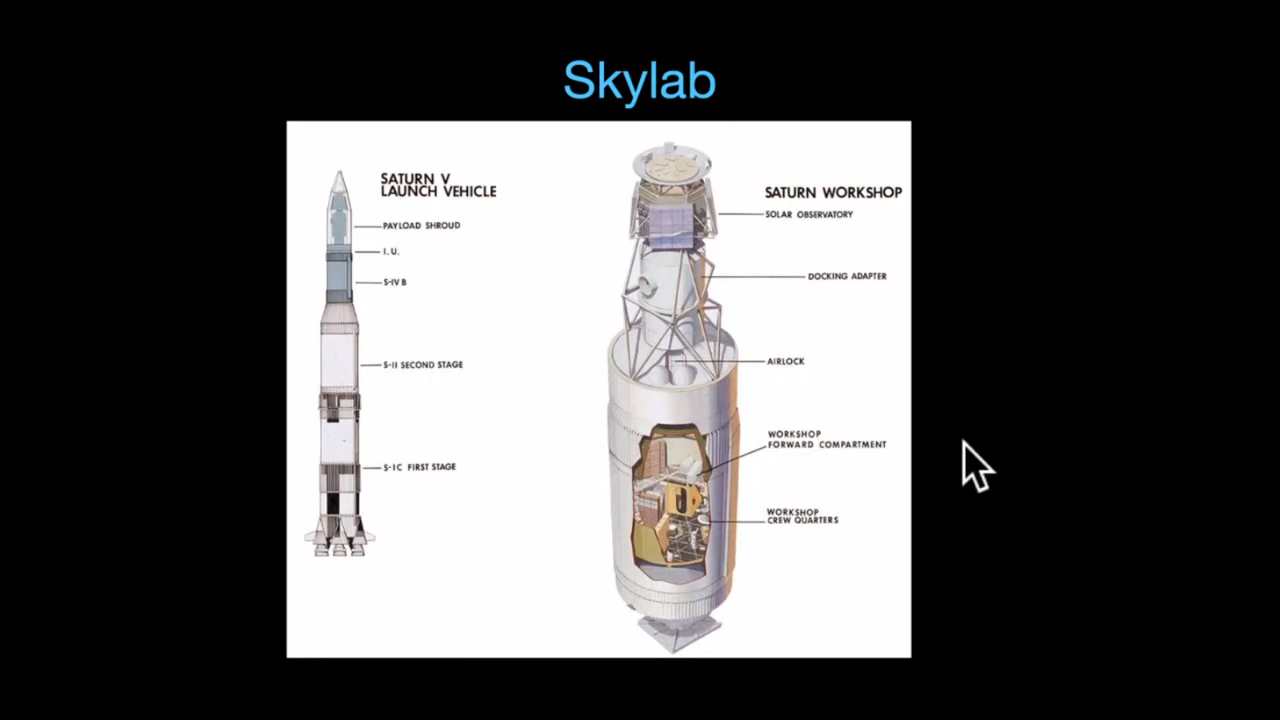 Skylab
SATURN V
LAUNCH VEHICLE
PAYLOAD SHROUD
I. U.
S-IV B
S-II SECOND STAGE
S-IC FIRST STAGE
SATURN WORKSHOP
SOLAR OBSERVATORY
DOCKING ADAPTER
AIRLOCK
WORKSHOP
FORWARD COMPARTMENT
WORKSHOP
CREW QUARTERS